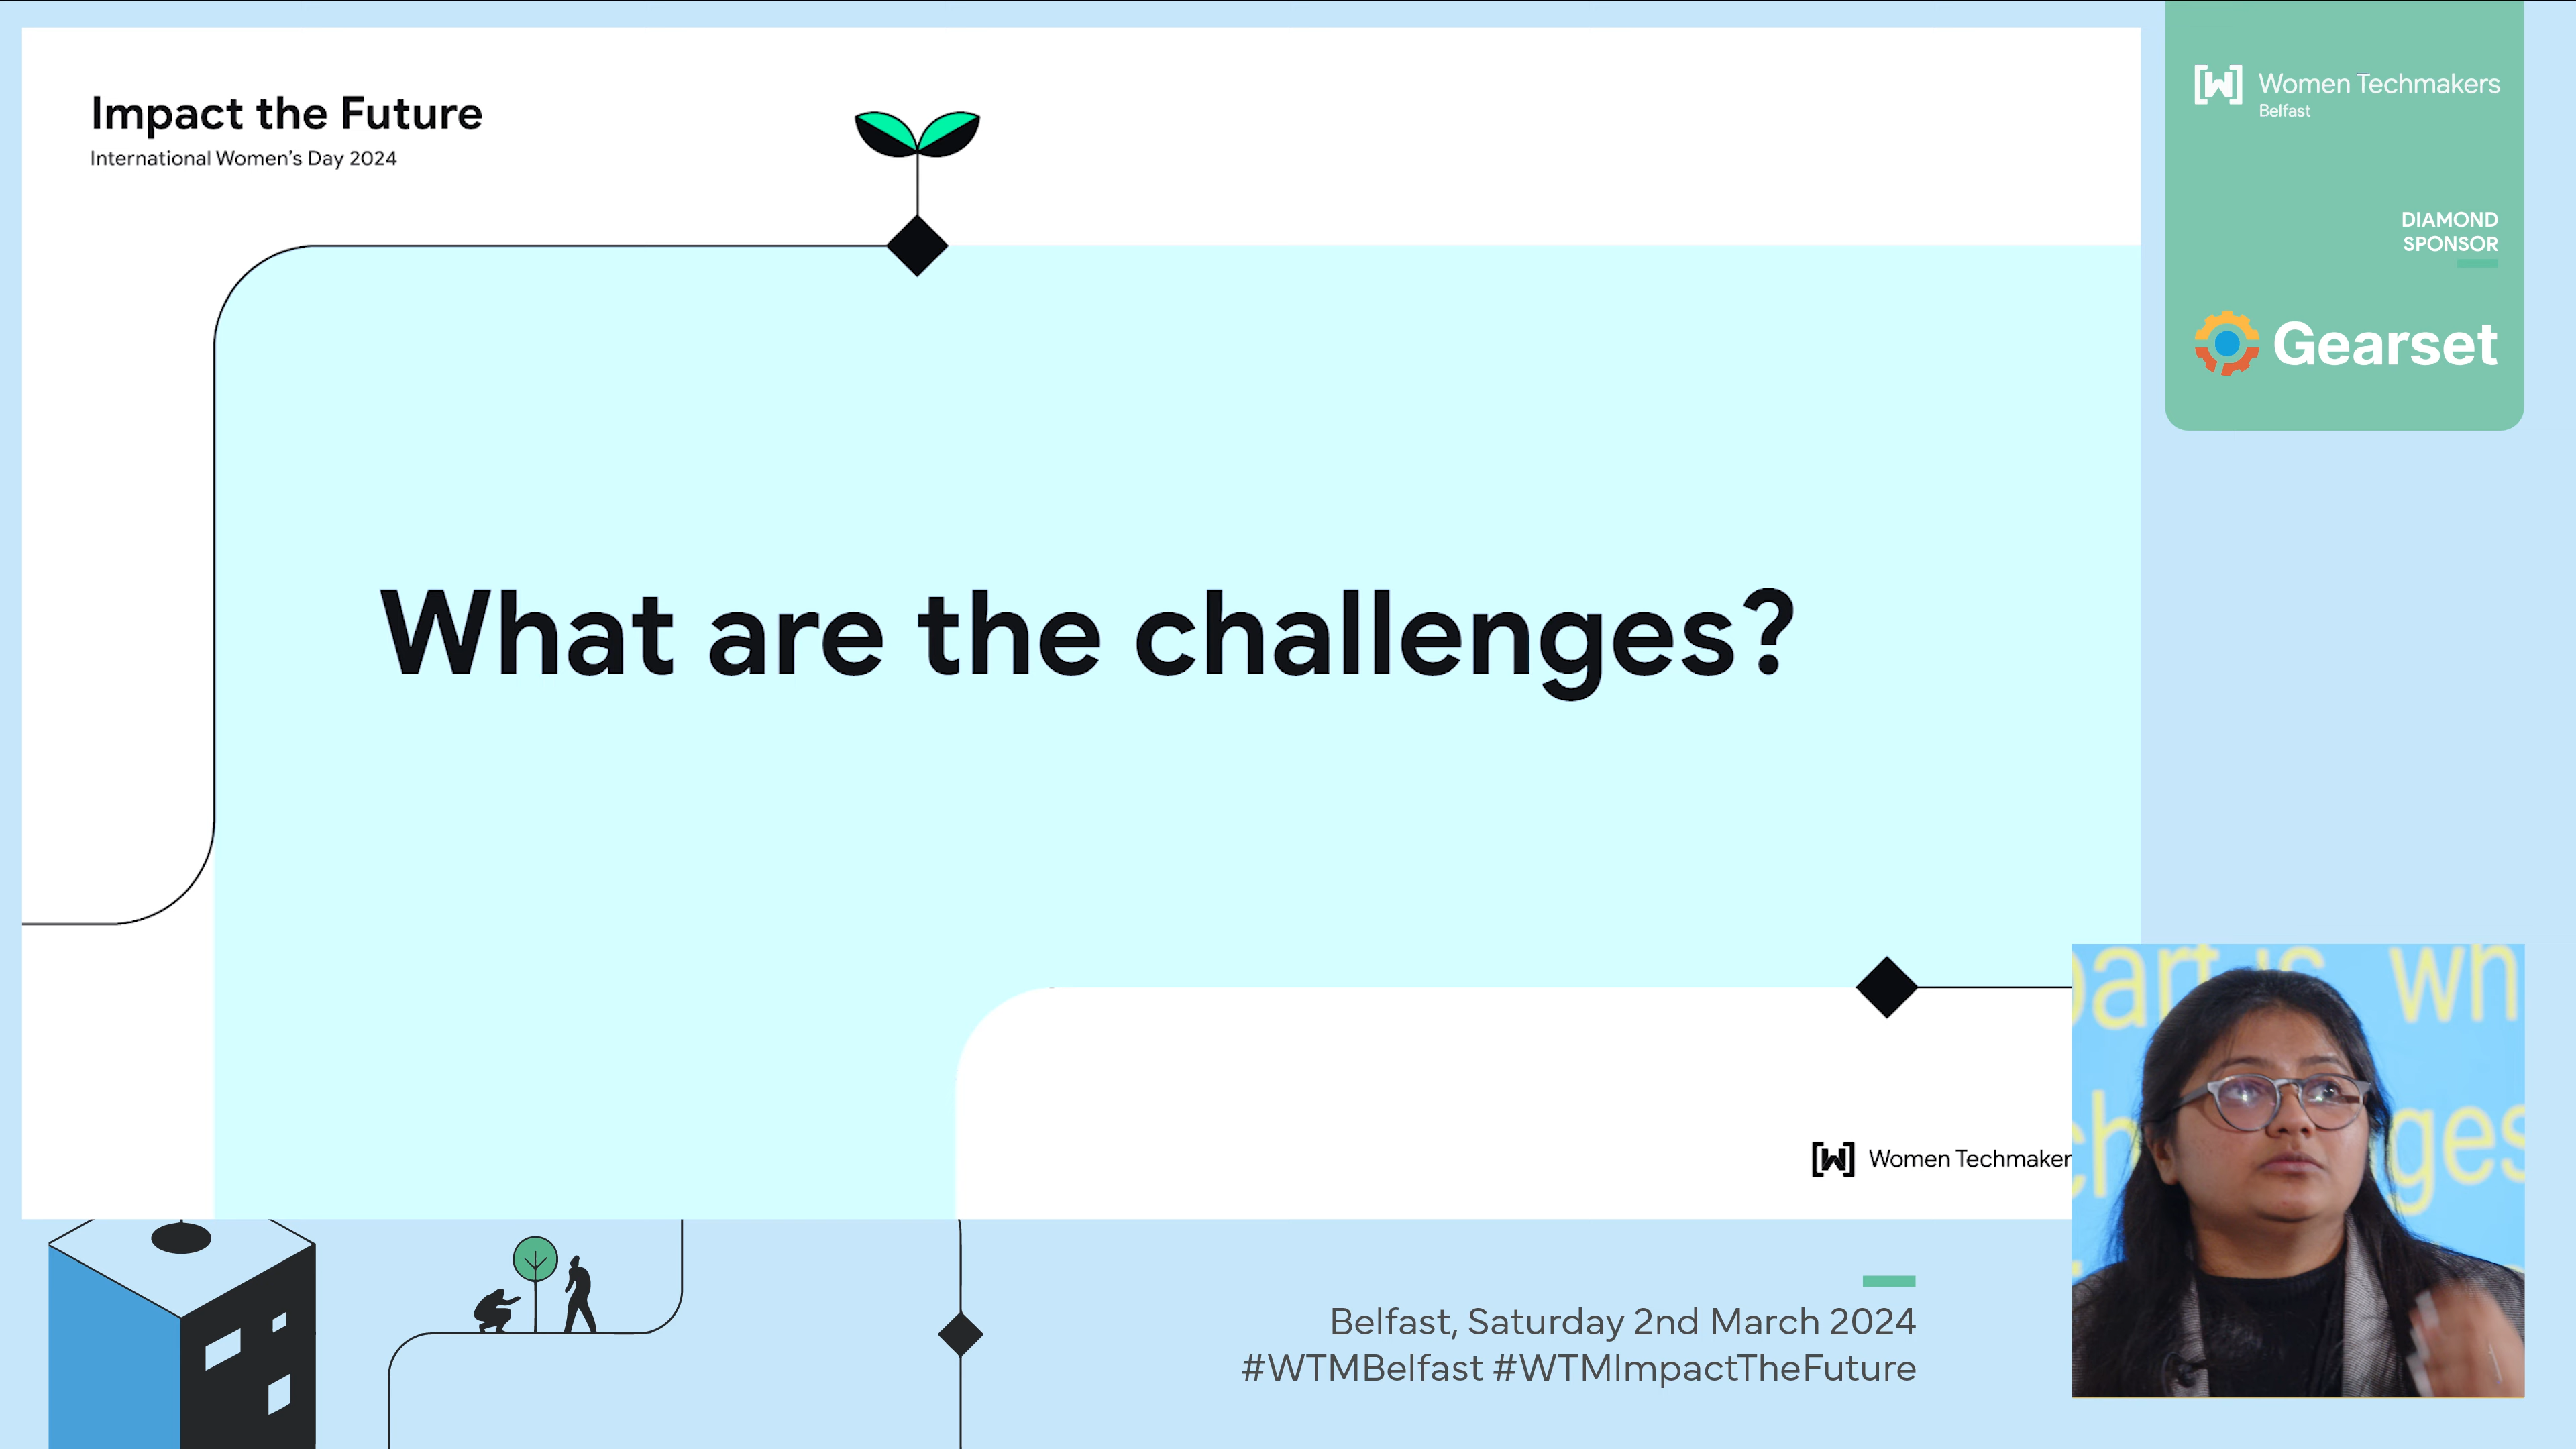 Impact the Future
International Women's Day 2024
What are the challenges?
Women Techmaker
Women Techmakers
Belfast
DIAMOND
SPONSOR
Gearset
Belfast, Saturday 2nd March 2024
#WTMBelfast #WTMImpactTheFuture